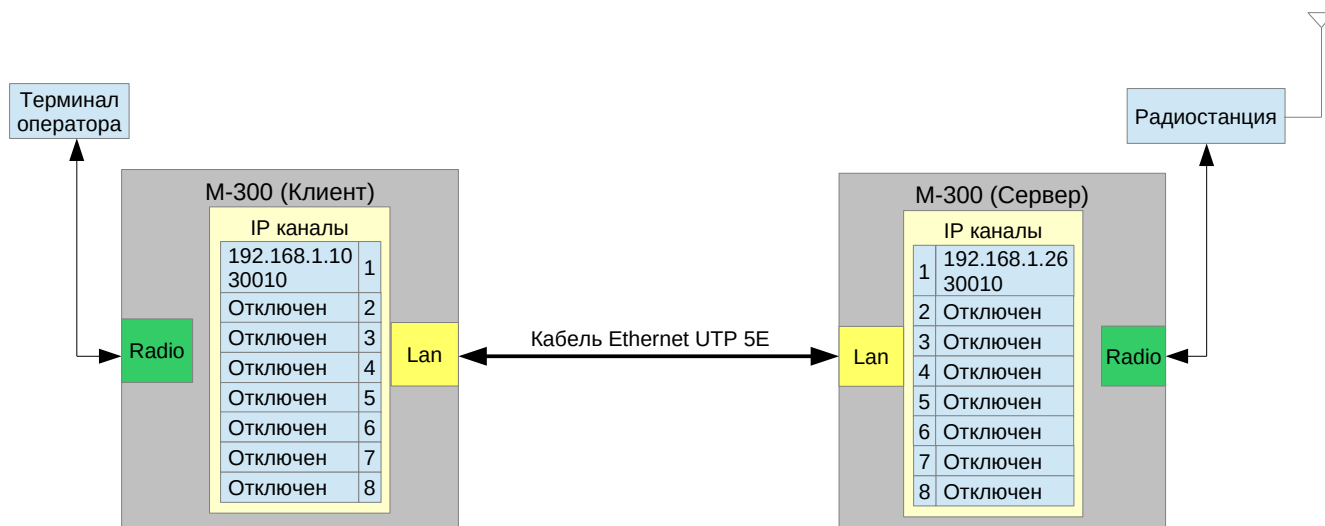 Терминал
оператора
Радиостанция
М-300 (Клиент)
IP каналы
192.168.1.10
30010
1
Отключен 2
Отключен 3
Отключен 4
Отключен 5
Отключен 6
Отключен 7
Отключен 8
Radio
Lan
Кабель Ethernet UTP 5E
М-300 (Сервер)
IP каналы
1
192.168.1.26
30010
2 Отключен
3 Отключен
4 Отключен
5 Отключен
6 Отключен
7 Отключен
8 Отключен
Lan
Radio